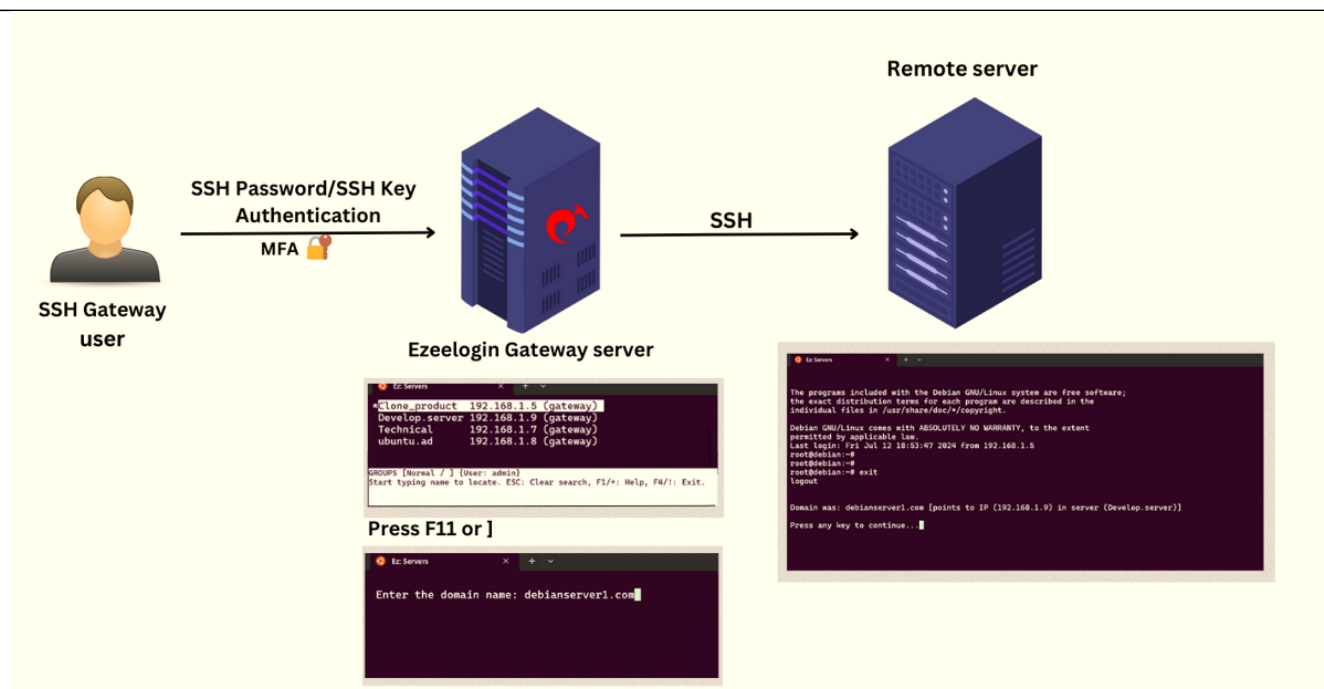 Remote server
SSH Password/SSH Key
Authentication
MFA
SSH
SSH Gateway
user
Ezeelogin Gateway server
Ez: Servers
*Clone_product 192.168.1.5 (gateway)
Develop.server 192.168.1.9 (gateway)
Technical 192.168.1.7 (gateway)
ubuntu.ad 192.168.1.8 (gateway)
GROUPS [Normal / ] {User: admin}
Start typing name to locate. ESC: Clear search, F1/+: Help, F4/!: Exit.
Press F11 or ]
Ez: Servers
Enter the domain name: debianserver1.com
Ez: Servers
The programs included with the Debian GNU/Linux system are free software;
the exact distribution terms for each program are described in the
individual files in /usr/share/doc/*/copyright.
Debian GNU/Linux comes with ABSOLUTELY NO WARRANTY, to the extent
permitted by applicable law.
Last login: Fri Jul 12 18:53:47 2024 from 192.168.1.5
root@debian:~#
root@debian:~#
root@debian:~# exit
logout
Domain was: debianserver1.com [points to IP (192.168.1.9) in server (Develop.server)]
Press any key to continue...